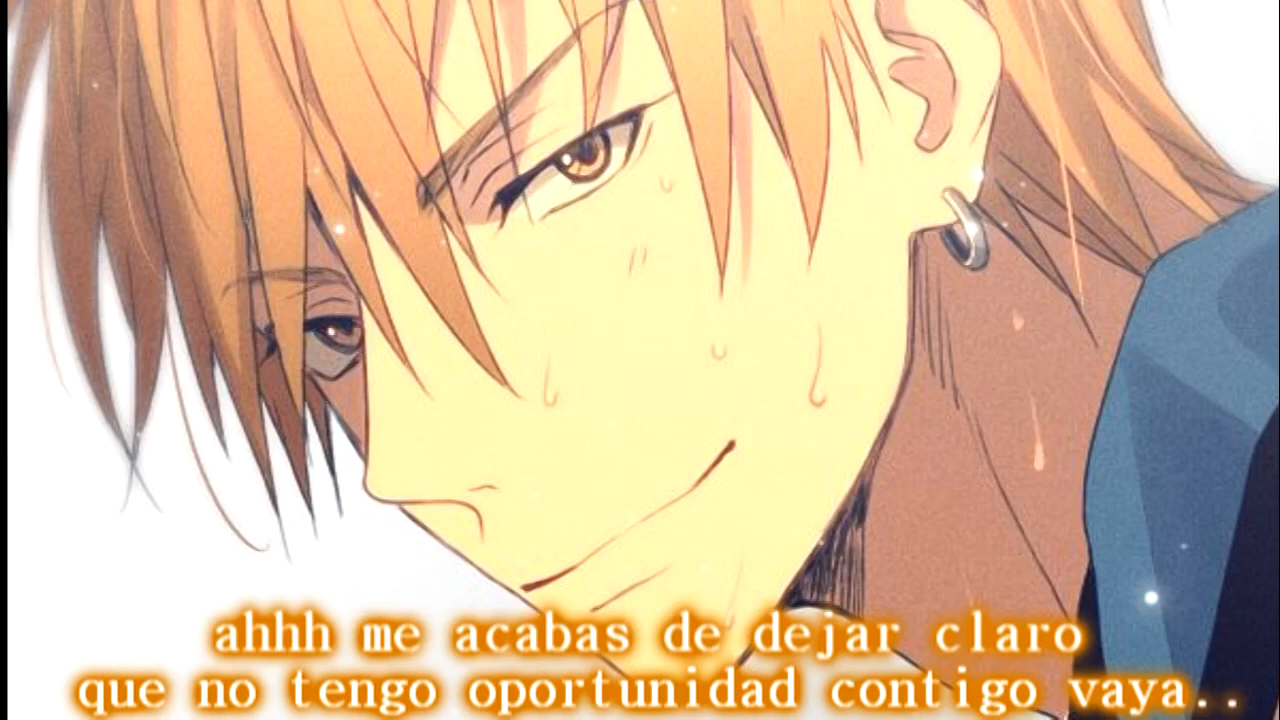 ahhh me acabas de dejar claro
que no tengo oportunidad contigo vaya..